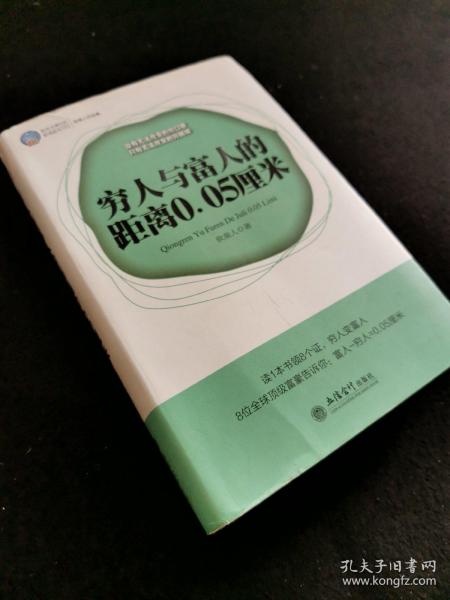 穷人与富人的
距离0.05厘米
Qiongren Yu Furen De Juli 0.05 Limi
著
读1本书领8个证，穷人变富人
8位全球顶级富豪告诉你：富人-穷人=0.05厘米
立信会计出版社
孔夫子旧书网
www.kongfz.com